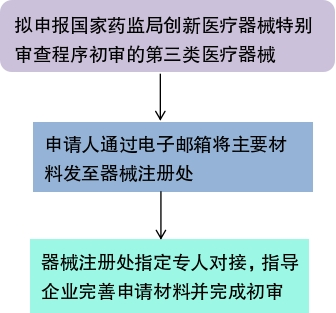 拟申报国家药监局创新医疗器械特别
审查程序初审的第三类医疗器械
申请人通过电子邮箱将主要材
料发至器械注册处
器械注册处指定专人对接，指导
企业完善申请材料并完成初审